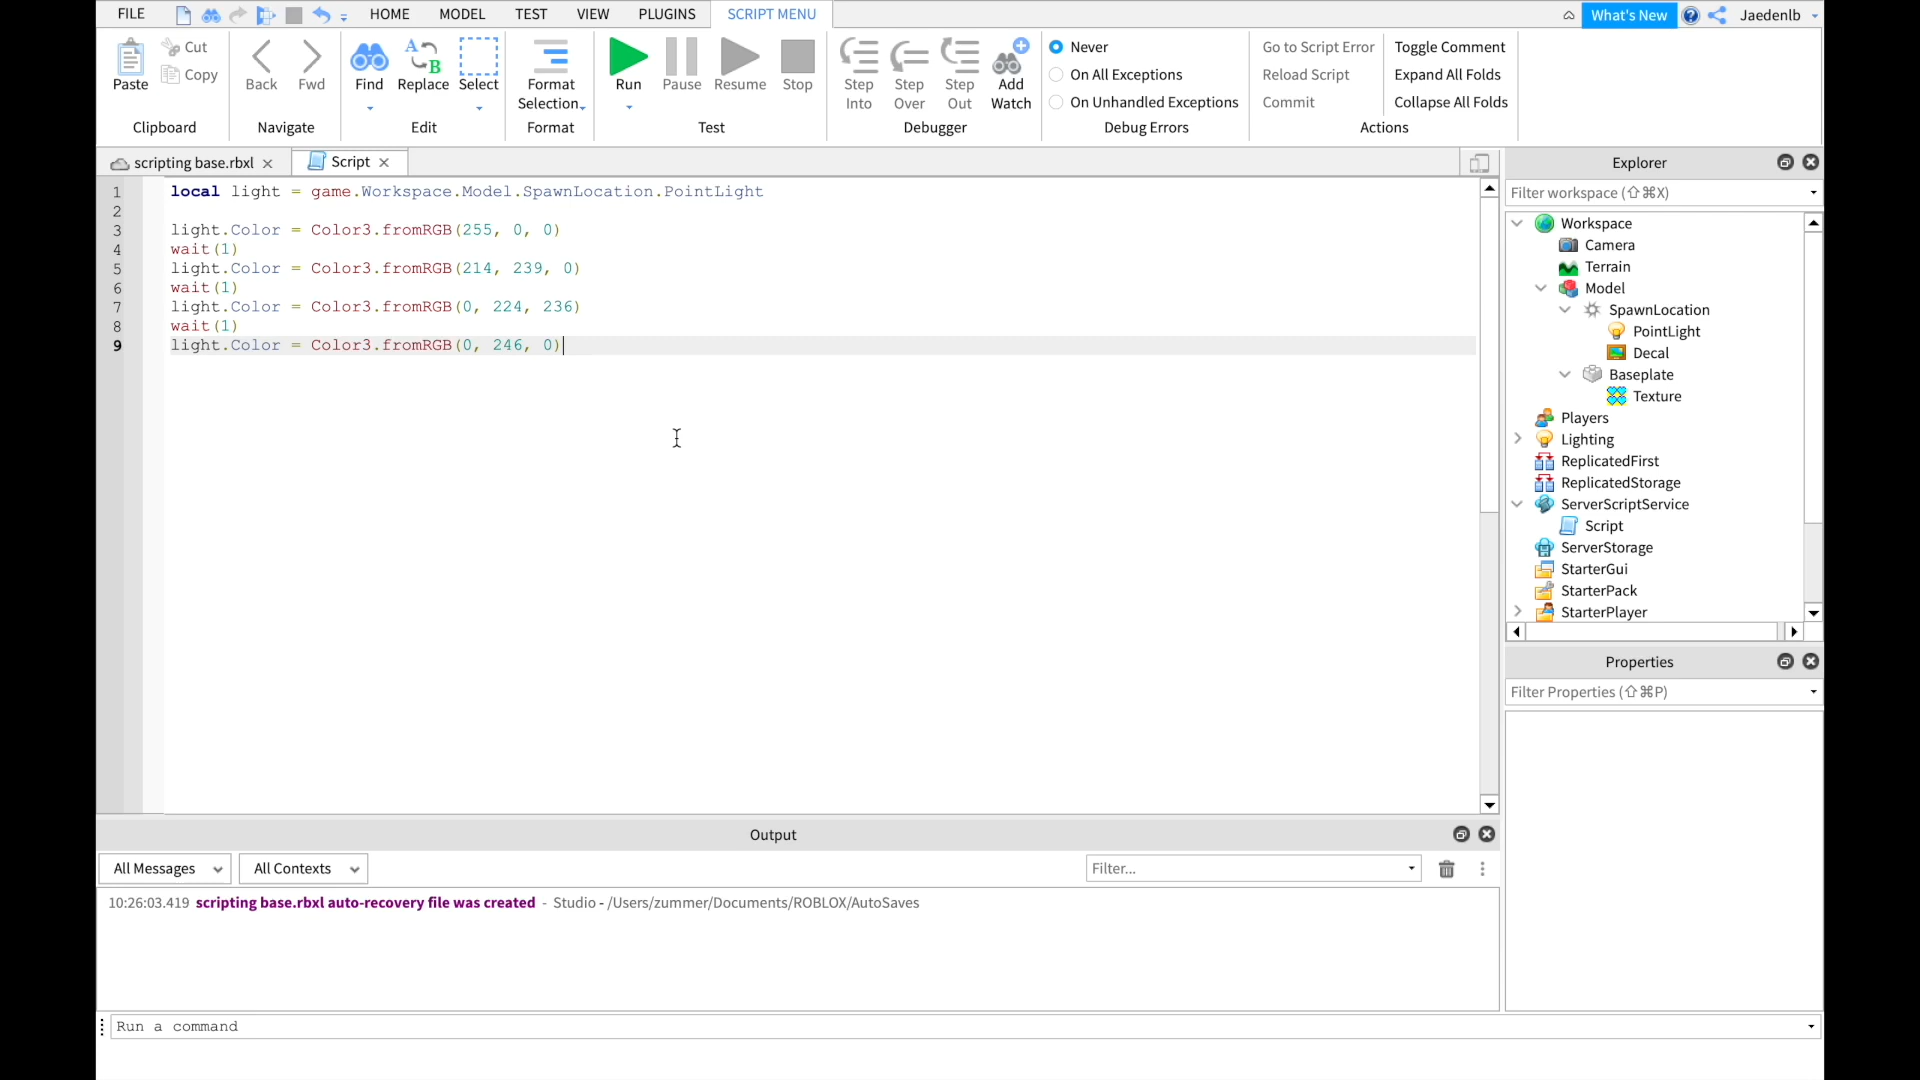 FILE
HOME
MODEL
TEST
VIEW
PLUGINS
SCRIPT MENU
What's New
Jaedenlb
Paste
Cut
Copy
Clipboard
Back
Fwd
Navigate
Find
Replace
Select
Edit
Format
Selection
Format
Run
Pause
Resume
Stop
Test
Step
Into
Step
Over
Step
Out
Add
Watch
Debugger
Never
On All Exceptions
On Unhandled Exceptions
Debug Errors
Go to Script Error
Reload Script
Commit
Toggle Comment
Expand All Folds
Collapse All Folds
Actions
scripting base.rbxl
Script
1 local light = game.Workspace.Model.SpawnLocation.PointLight
2
3 light.Color = Color3.fromRGB(255, 0, 0)
4 wait(1)
5 light.Color = Color3.fromRGB(214, 239, 0)
6 wait(1)
7 light.Color = Color3.fromRGB(0, 224, 236)
8 wait(1)
9 light.Color = Color3.fromRGB(0, 246, 0)
Explorer
Filter workspace (⇧⌘X)
Workspace
Camera
Terrain
Model
SpawnLocation
PointLight
Decal
Baseplate
Texture
Players
Lighting
ReplicatedFirst
ReplicatedStorage
ServerScriptService
Script
ServerStorage
StarterGui
StarterPack
StarterPlayer
Properties
Filter Properties (⇧⌘P)
Output
All Messages
All Contexts
Filter...
10:26:03.419 scripting base.rbxl auto-recovery file was created - Studio - /Users/zummer/Documents/ROBLOX/AutoSaves
Run a command